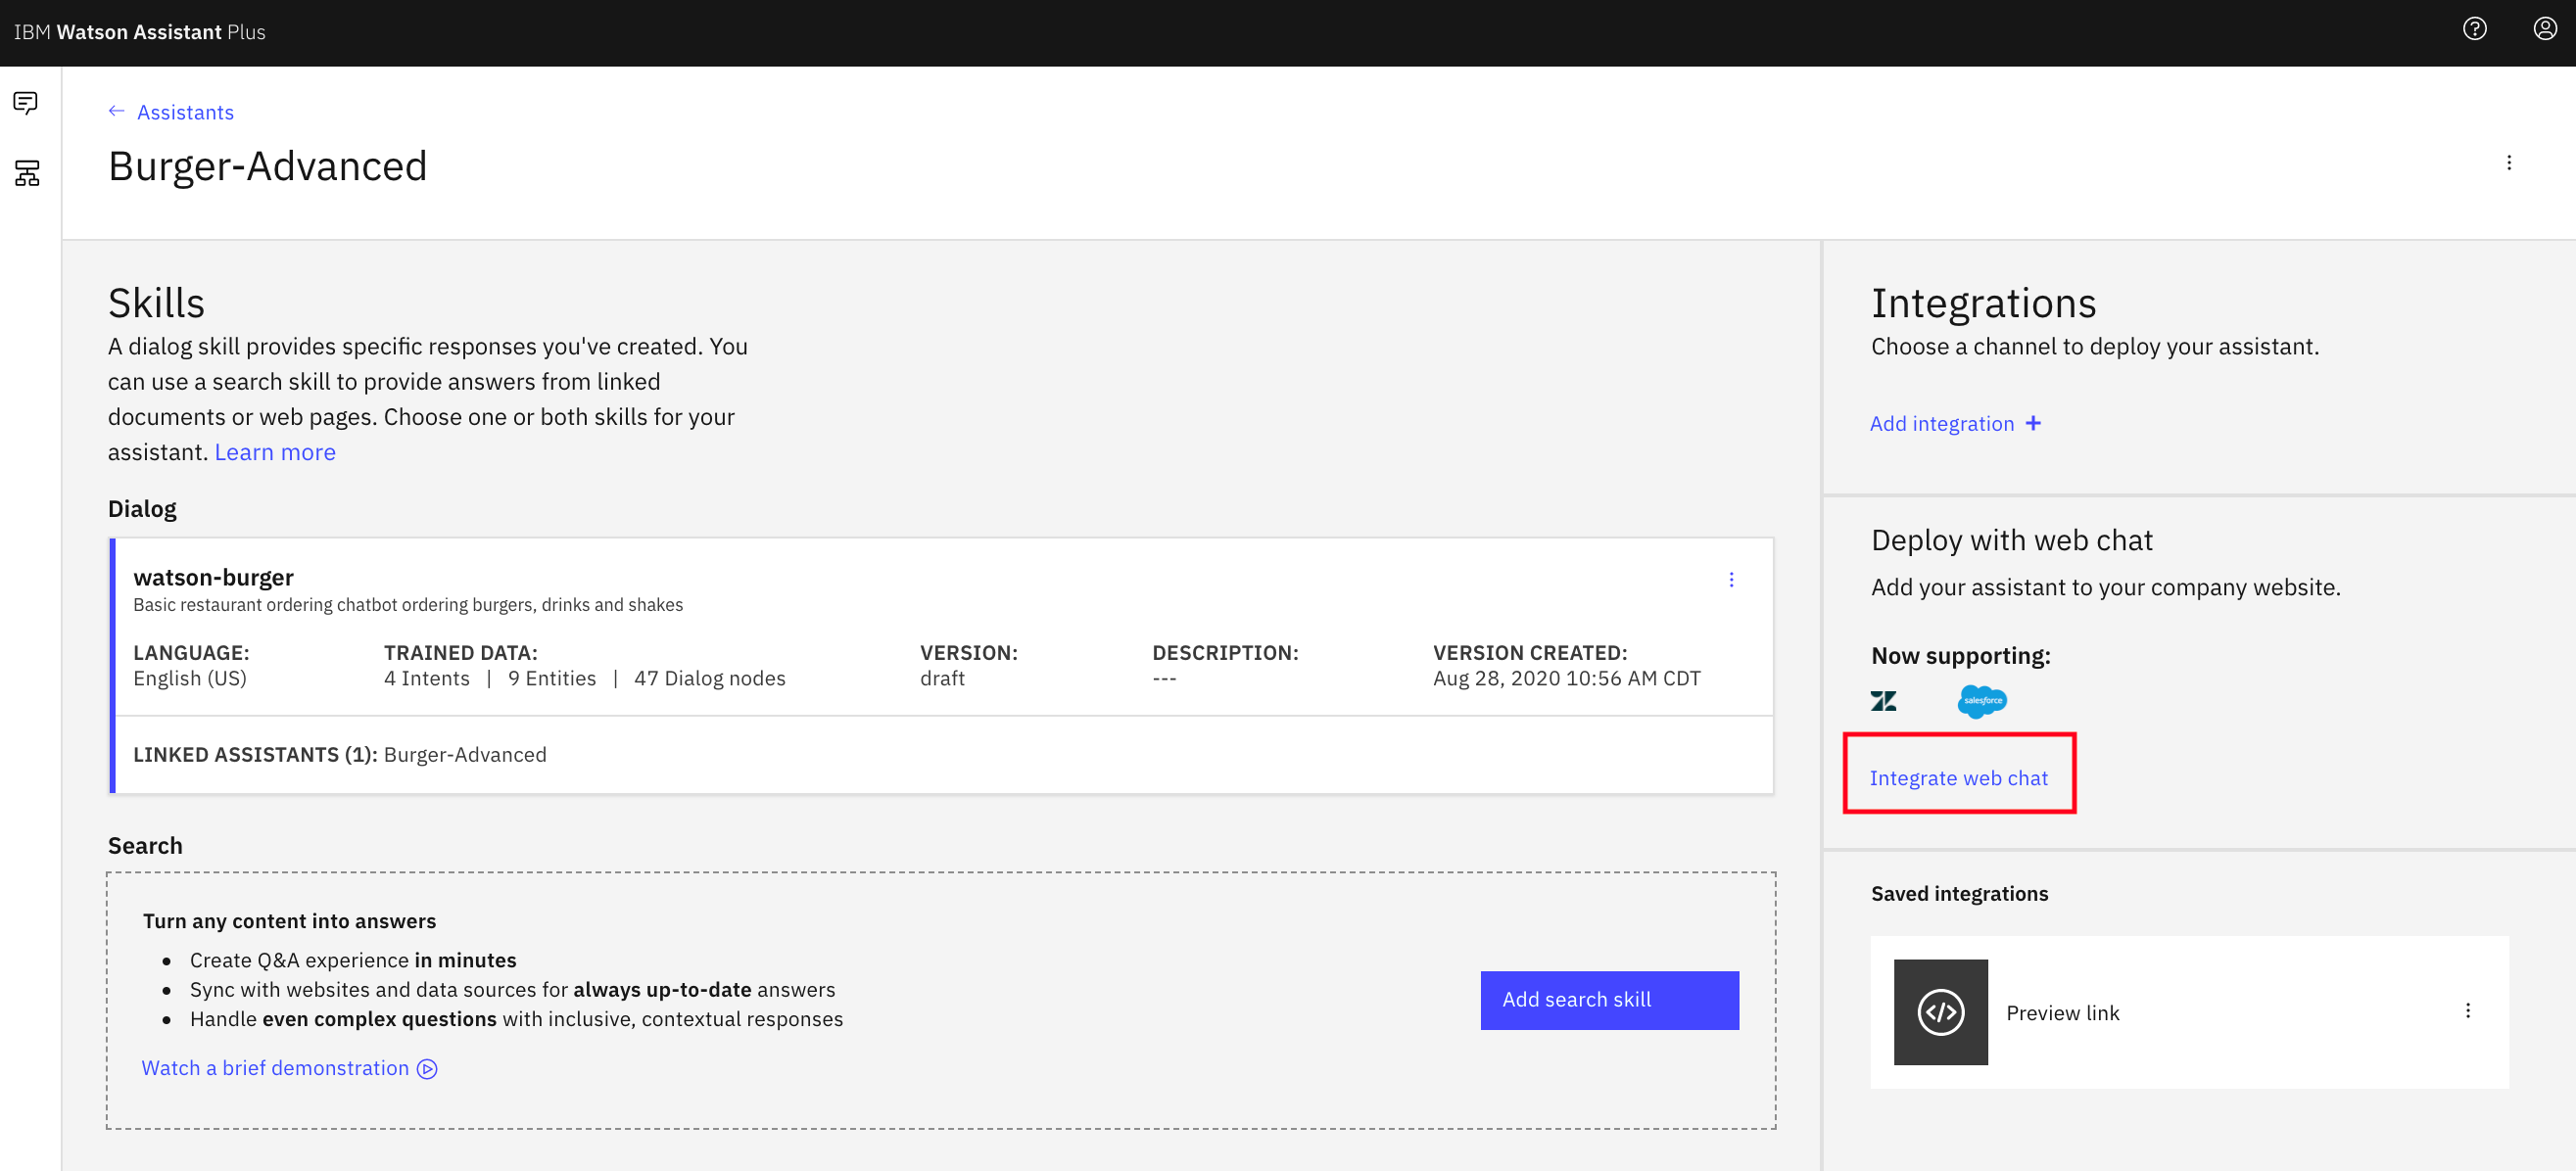 IBM Watson Assistant Plus
← Assistants
Burger-Advanced
Skills
A dialog skill provides specific responses you've created. You
can use a search skill to provide answers from linked
documents or web pages. Choose one or both skills for your
assistant. Learn more
Dialog
watson-burger
Basic restaurant ordering chatbot ordering burgers, drinks and shakes
LANGUAGE: TRAINED DATA: VERSION: DESCRIPTION: VERSION CREATED:
English (US) 4 Intents | 9 Entities | 47 Dialog nodes draft --- Aug 28, 2020 10:56 AM CDT
LINKED ASSISTANTS (1): Burger-Advanced
Search
Turn any content into answers
• Create Q&A experience in minutes
• Sync with websites and data sources for always up-to-date answers
• Handle even complex questions with inclusive, contextual responses
Watch a brief demonstration
Add search skill
Integrations
Choose a channel to deploy your assistant.
Add integration +
Deploy with web chat
Add your assistant to your company website.
Now supporting:
salesforce
Integrate web chat
Saved integrations
</> Preview link